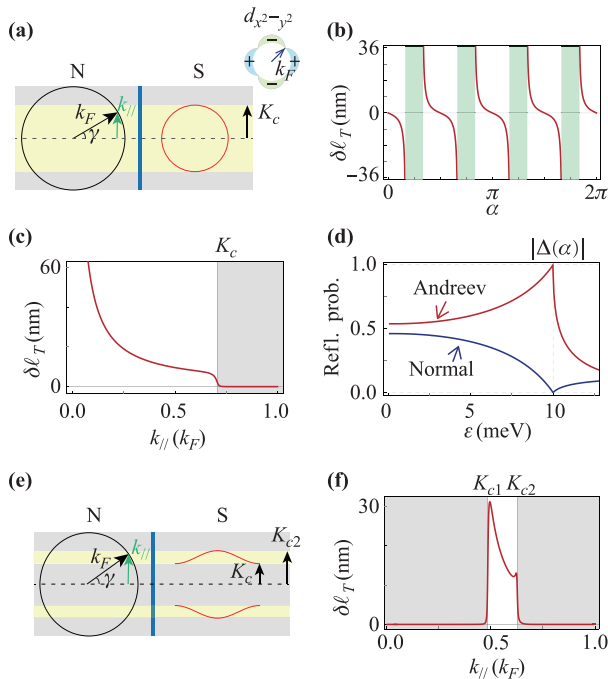 (a)
d_{x²−y²}
− + + −
k_F
N S
k_F k_{//} γ
K_c
(b)
δℓ_T (nm)
36
0
-36
0 π 2π
α
(c)
K_c
δℓ_T (nm)
60
0
0.0 0.5 1.0
k_{//} (k_F)
(d)
|Δ(α)|
Refl. prob.
1.0
0.5
0.0
Andreev
Normal
0 5 10
ε (meV)
(e)
N S
k_F k_{//} γ
K_c
K_{c2}
(f)
K_{c1} K_{c2}
δℓ_T (nm)
30
0
0.0 0.5 1.0
k_{//} (k_F)